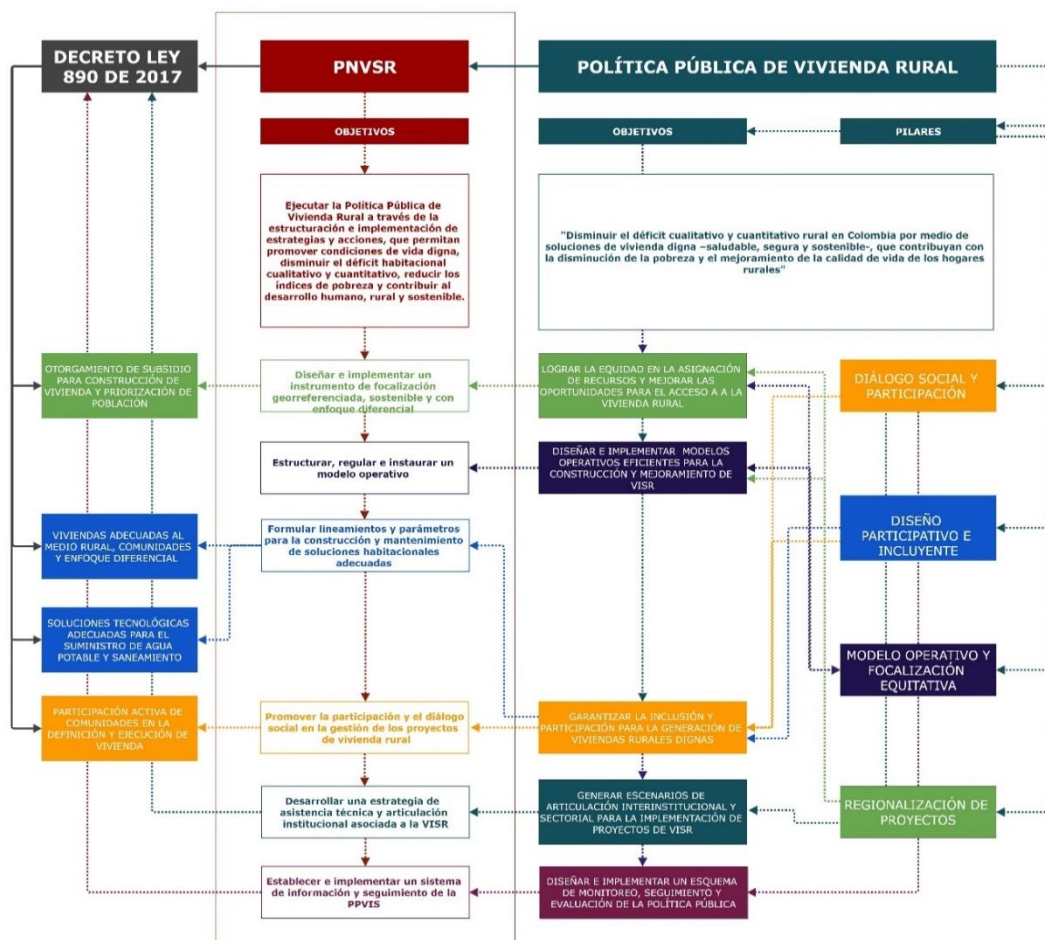 DECRETO LEY
890 DE 2017
PNVSR
POLÍTICA PÚBLICA DE VIVIENDA RURAL
OBJETIVOS
OBJETIVOS
PILARES
Ejecutar la Política Pública de
Vivienda Rural a través de la
estructuración e implementación de
estrategias y acciones, que permitan
promover condiciones de vida digna,
disminuir el déficit habitacional
cualitativo y cuantitativo, reducir los
índices de pobreza y contribuir al
desarrollo humano, rural y sostenible.
"Disminuir el déficit cualitativo y cuantitativo rural en Colombia por medio de
soluciones de vivienda digna –saludable, segura y sostenible-, que contribuyan con
la disminución de la pobreza y el mejoramiento de la calidad de vida de los hogares
rurales"
OTORGAMIENTO DE SUBSIDIO
PARA CONSTRUCCIÓN DE
VIVIENDA Y PRIORIZACIÓN DE
POBLACIÓN
Diseñar e implementar un
instrumento de focalización
georreferenciada, sostenible y con
enfoque diferencial
LOGRAR LA EQUIDAD EN LA ASIGNACIÓN
DE RECURSOS Y MEJORAR LAS
OPORTUNIDADES PARA EL ACCESO A A LA
VIVIENDA RURAL
DIÁLOGO SOCIAL Y
PARTICIPACIÓN
Estructurar, regular e instaurar un
modelo operativo
DISEÑAR E IMPLEMENTAR MODELOS
OPERATIVOS EFICIENTES PARA LA
CONSTRUCCIÓN Y MEJORAMIENTO DE
VISR
VIVIENDAS ADECUADAS AL
MEDIO RURAL, COMUNIDADES
Y ENFOQUE DIFERENCIAL
Formular lineamientos y parámetros
para la construcción y mantenimiento
de soluciones habitacionales
adecuadas
DISEÑO
PARTICIPATIVO E
INCLUYENTE
SOLUCIONES TECNOLÓGICAS
ADECUADAS PARA EL
SUMINISTRO DE AGUA
POTABLE Y SANEAMIENTO
MODELO OPERATIVO Y
FOCALIZACIÓN
EQUITATIVA
PARTICIPACIÓN ACTIVA DE
COMUNIDADES EN LA
DEFINICIÓN Y EJECUCIÓN DE
VIVIENDA
Promover la participación y el diálogo
social en la gestión de los proyectos
de vivienda rural
GARANTIZAR LA INCLUSIÓN Y
PARTICIPACIÓN PARA LA GENERACIÓN DE
VIVIENDAS RURALES DIGNAS
Desarrollar una estrategia de
asistencia técnica y articulación
institucional asociada a la VISR
GENERAR ESCENARIOS DE
ARTICULACIÓN INTERINSTITUCIONAL Y
SECTORIAL PARA LA IMPLEMENTACIÓN DE
PROYECTOS DE VISR
REGIONALIZACIÓN DE
PROYECTOS
Establecer e implementar un sistema
de información y seguimiento de la
PPVIS
DISEÑAR E IMPLEMENTAR UN ESQUEMA
DE MONITOREO, SEGUIMIENTO Y
EVALUACIÓN DE LA POLÍTICA PÚBLICA